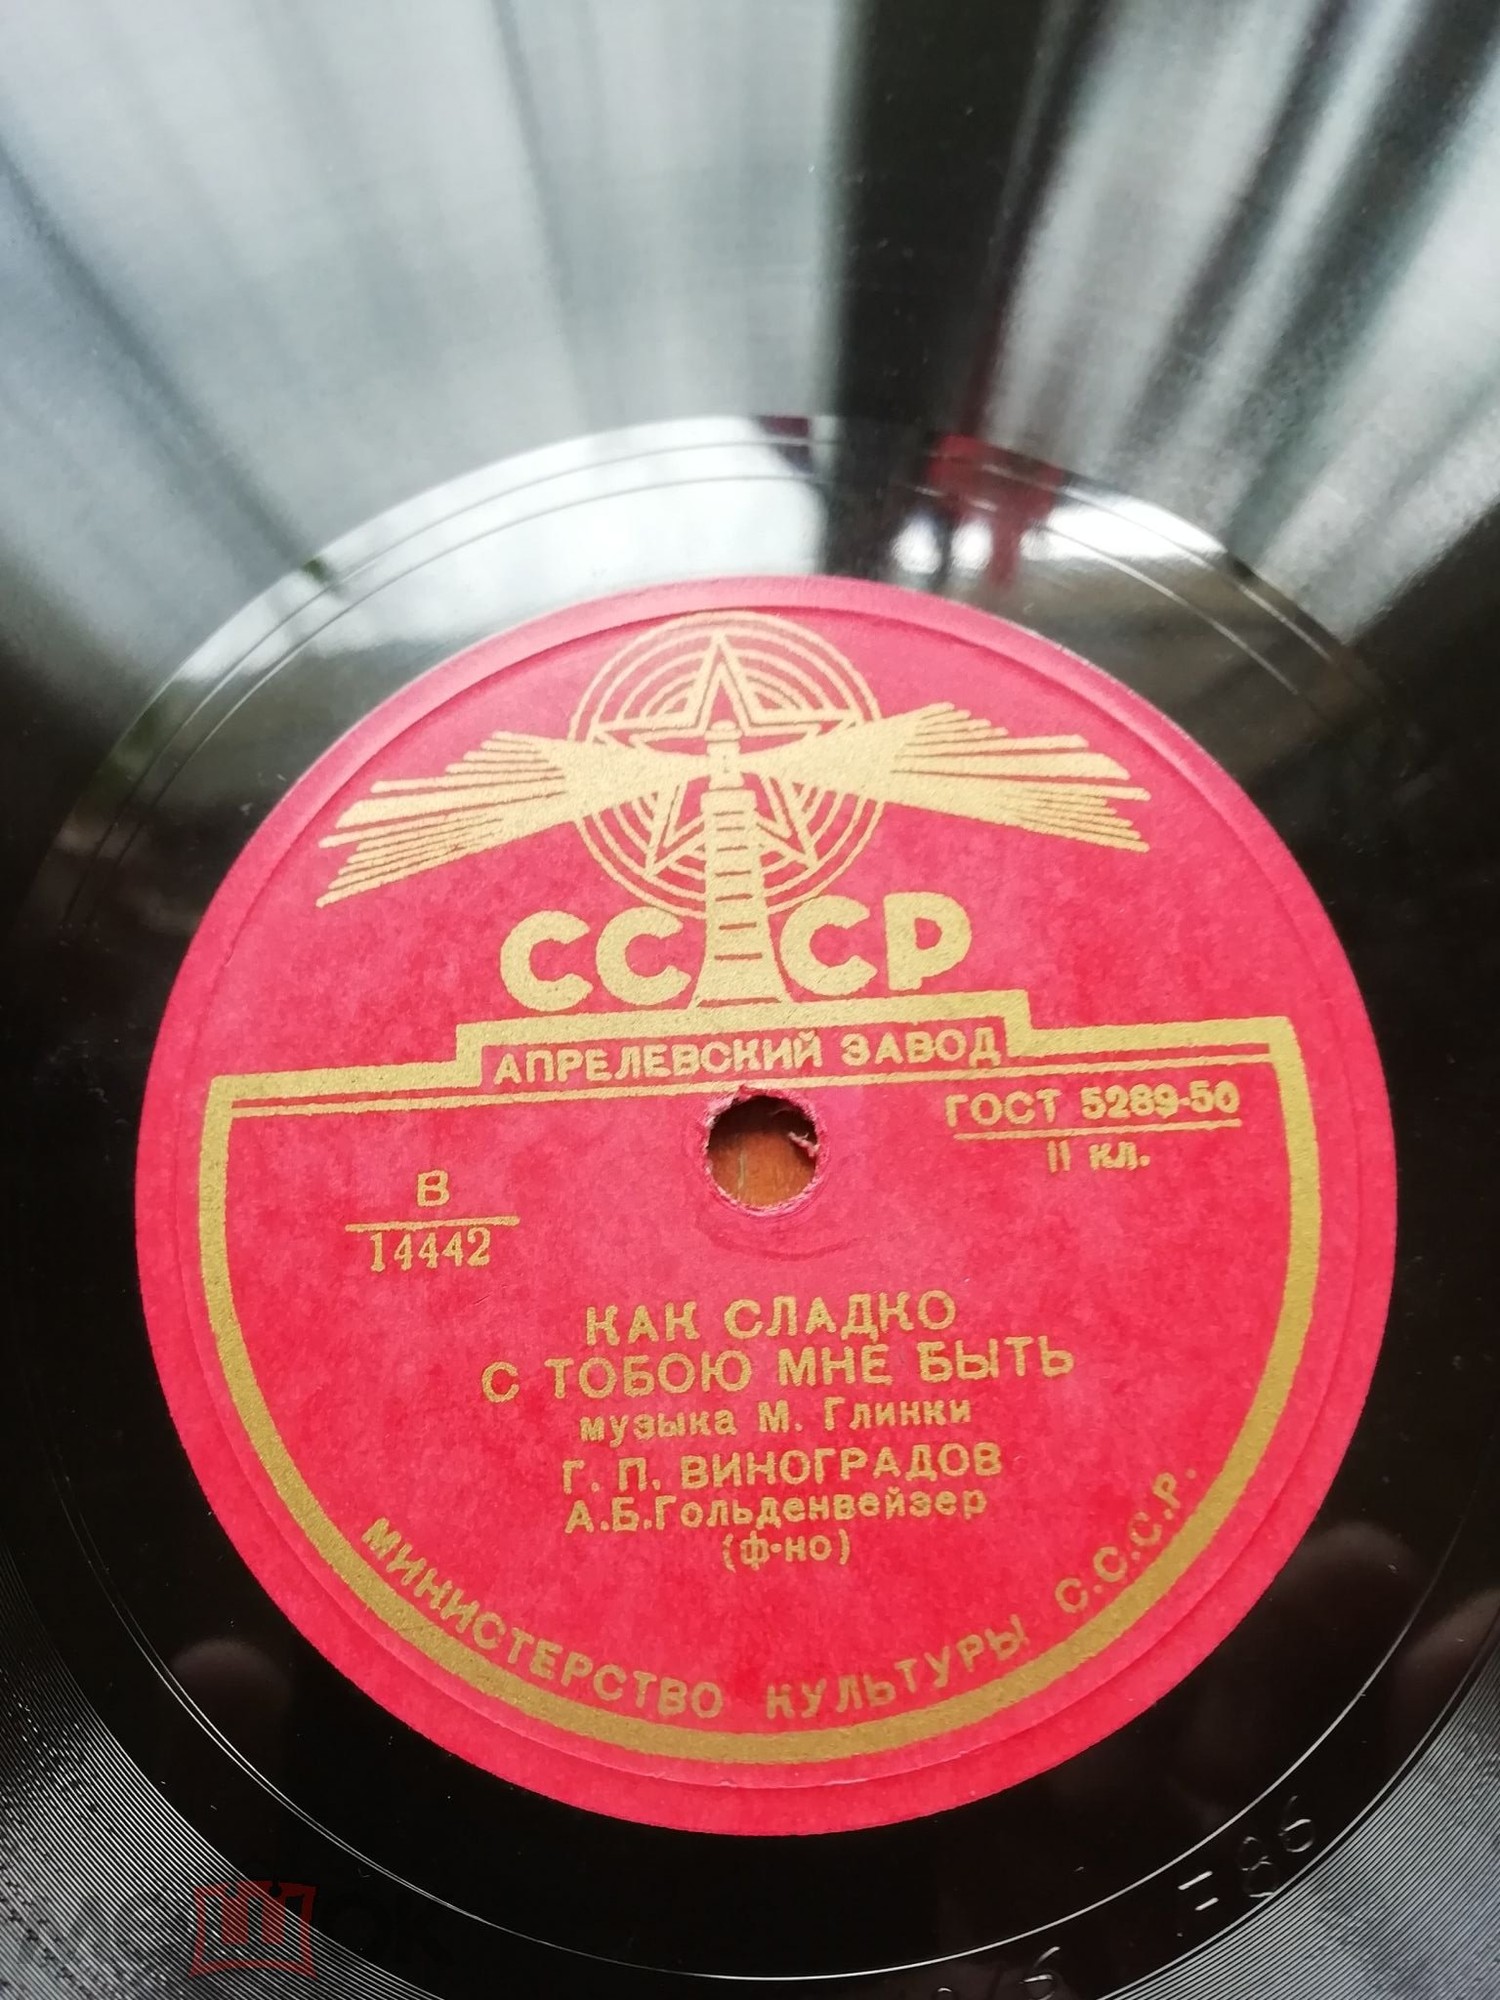 СССР
АПРЕЛЕВСКИЙ ЗАВОД
ГОСТ 5289-50
II кл.
В
14442
КАК СЛАДКО
С ТОБОЮ МНЕ БЫТЬ
музыка М. Глинки
Г. П. ВИНОГРАДОВ
А.Б.Гольденвейзер
(ф-но)
МИНИСТЕРСТВО КУЛЬТУРЫ С.С.С.Р.